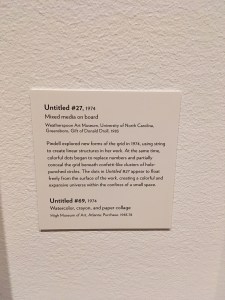 Untitled #27, 1974
Mixed media on board
Weatherspoon Art Museum, University of North Carolina,
Greensboro; Gift of Donald Droll,
Pindell explored new forms of the grid in 1974, using string
to create linear structures in her work. At the same time,
colorful dots began to replace numbers and partially
conceal the grid beneath confetti-like clusters of hole-
punched circles. The dots in Untitled #27 appear to float
freely from the surface of the work, creating a colorful and
expansive universe within the confines of a small space.
Untitled #69, 1974
Watercolor, crayon, and paper collage
High Museum of Art, Atlanta; Purchase,